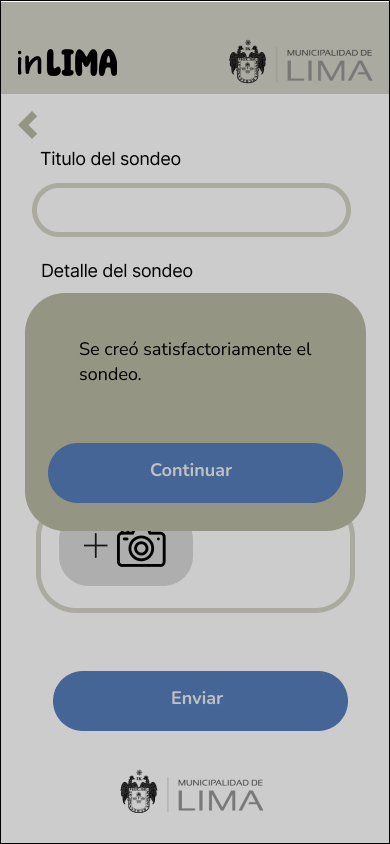 inLIMA
MUNICIPALIDAD DE
LIMA
Titulo del sondeo
Detalle del sondeo
Se creó satisfactoriamente el
sondeo.
Continuar
Enviar
MUNICIPALIDAD DE
LIMA